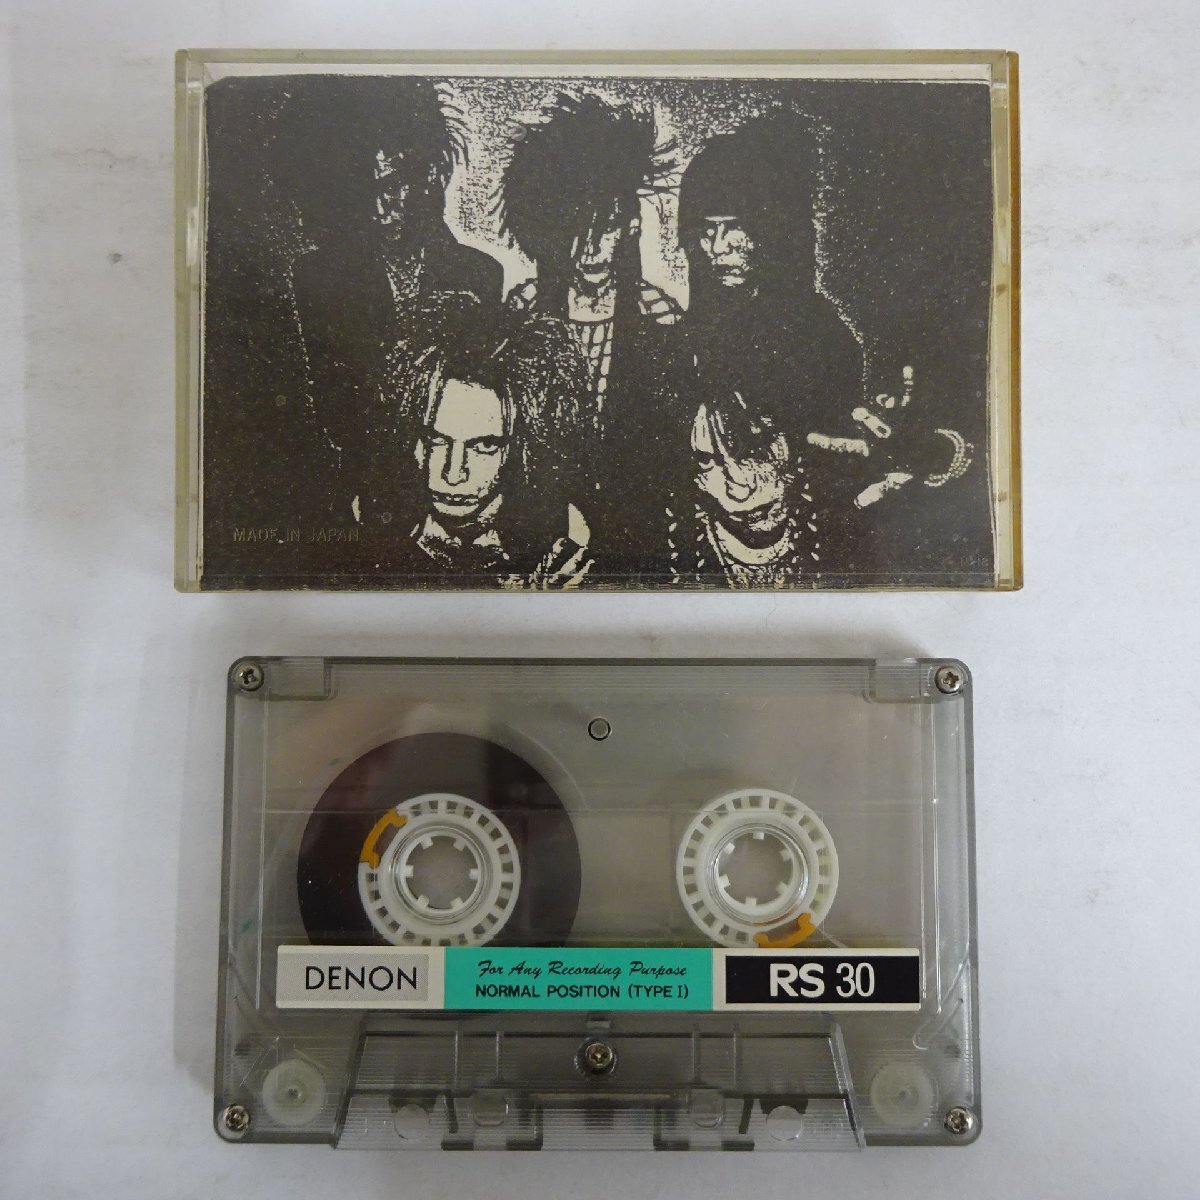 MADE IN JAPAN
DENON
For Any Recording Purpose
NORMAL POSITION (TYPE I)
RS 30